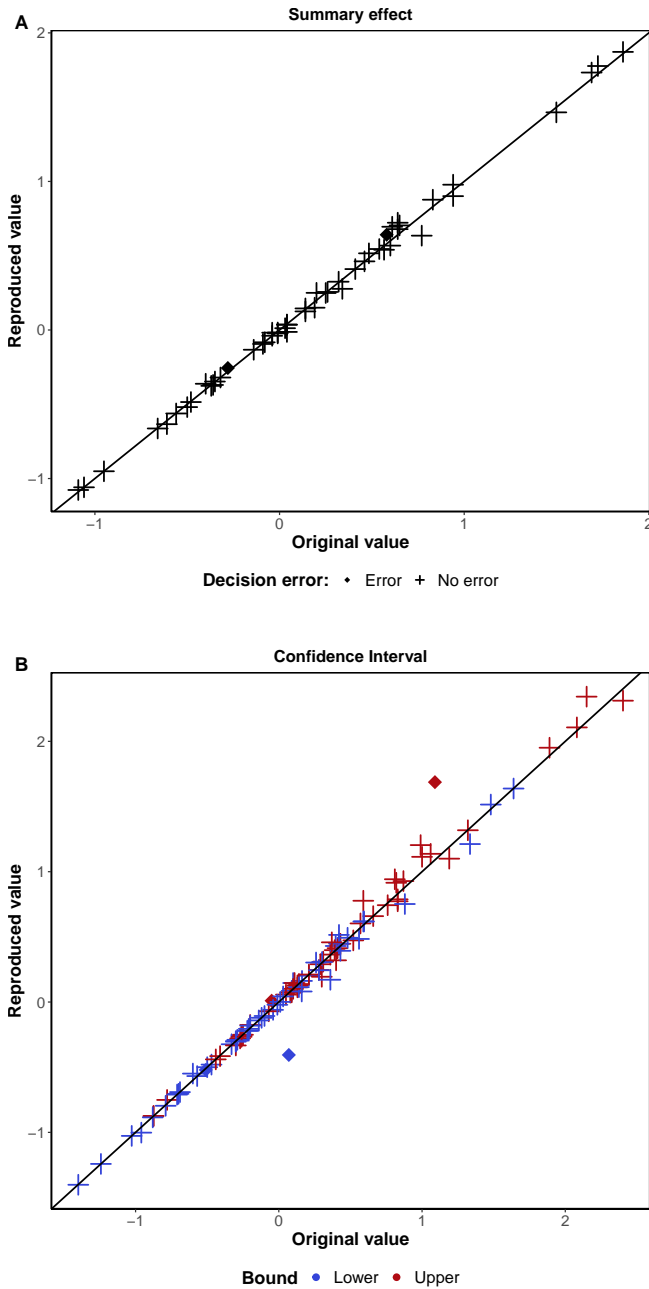 A
Summary effect
2
1
0
−1
Reproduced value
−1
0
1
2
Original value
Decision error: Error No error
B
Confidence Interval
2
1
0
−1
Reproduced value
−1
0
1
2
Original value
Bound Lower Upper